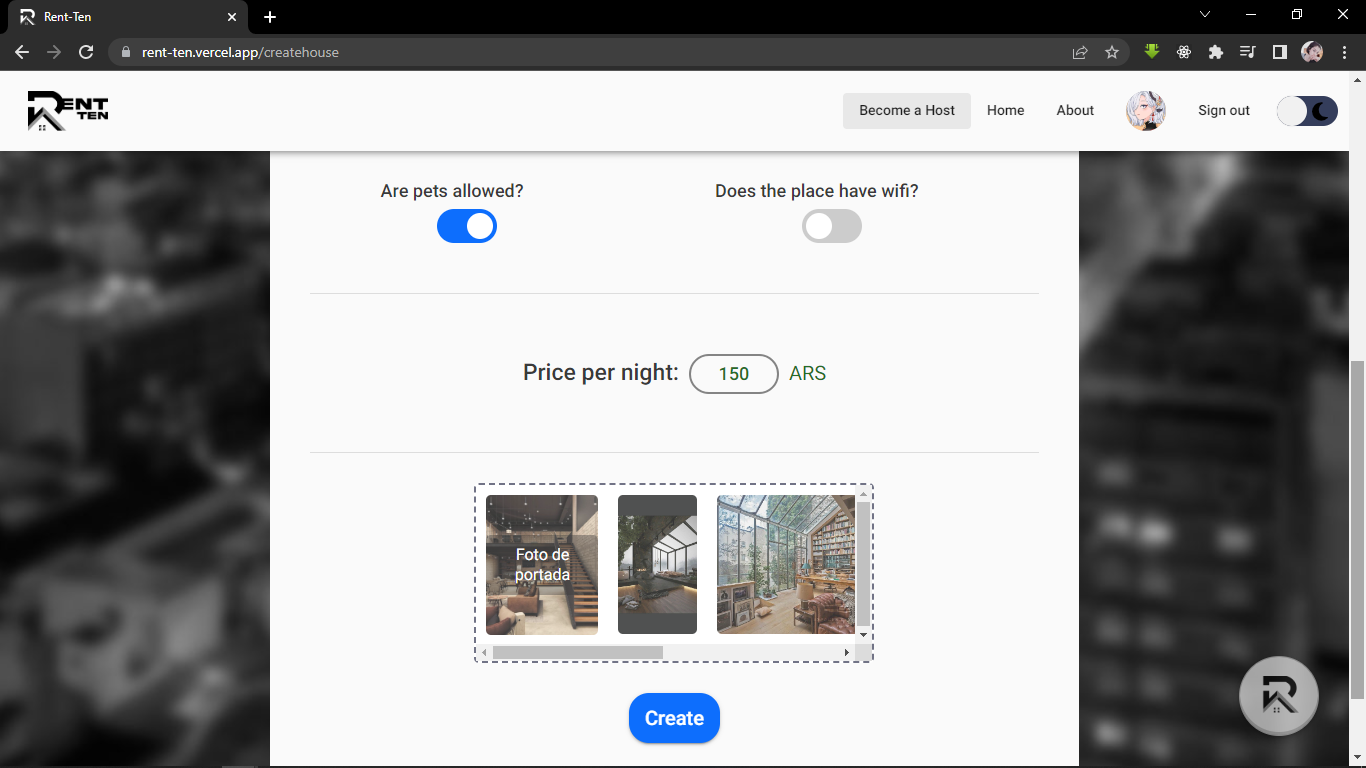 Rent-Ten
rent-ten.vercel.app/createhouse
RENT
TEN
Become a Host
Home
About
Sign out
Are pets allowed?
Does the place have wifi?
Price per night:
150
ARS
Foto de
portada
Create